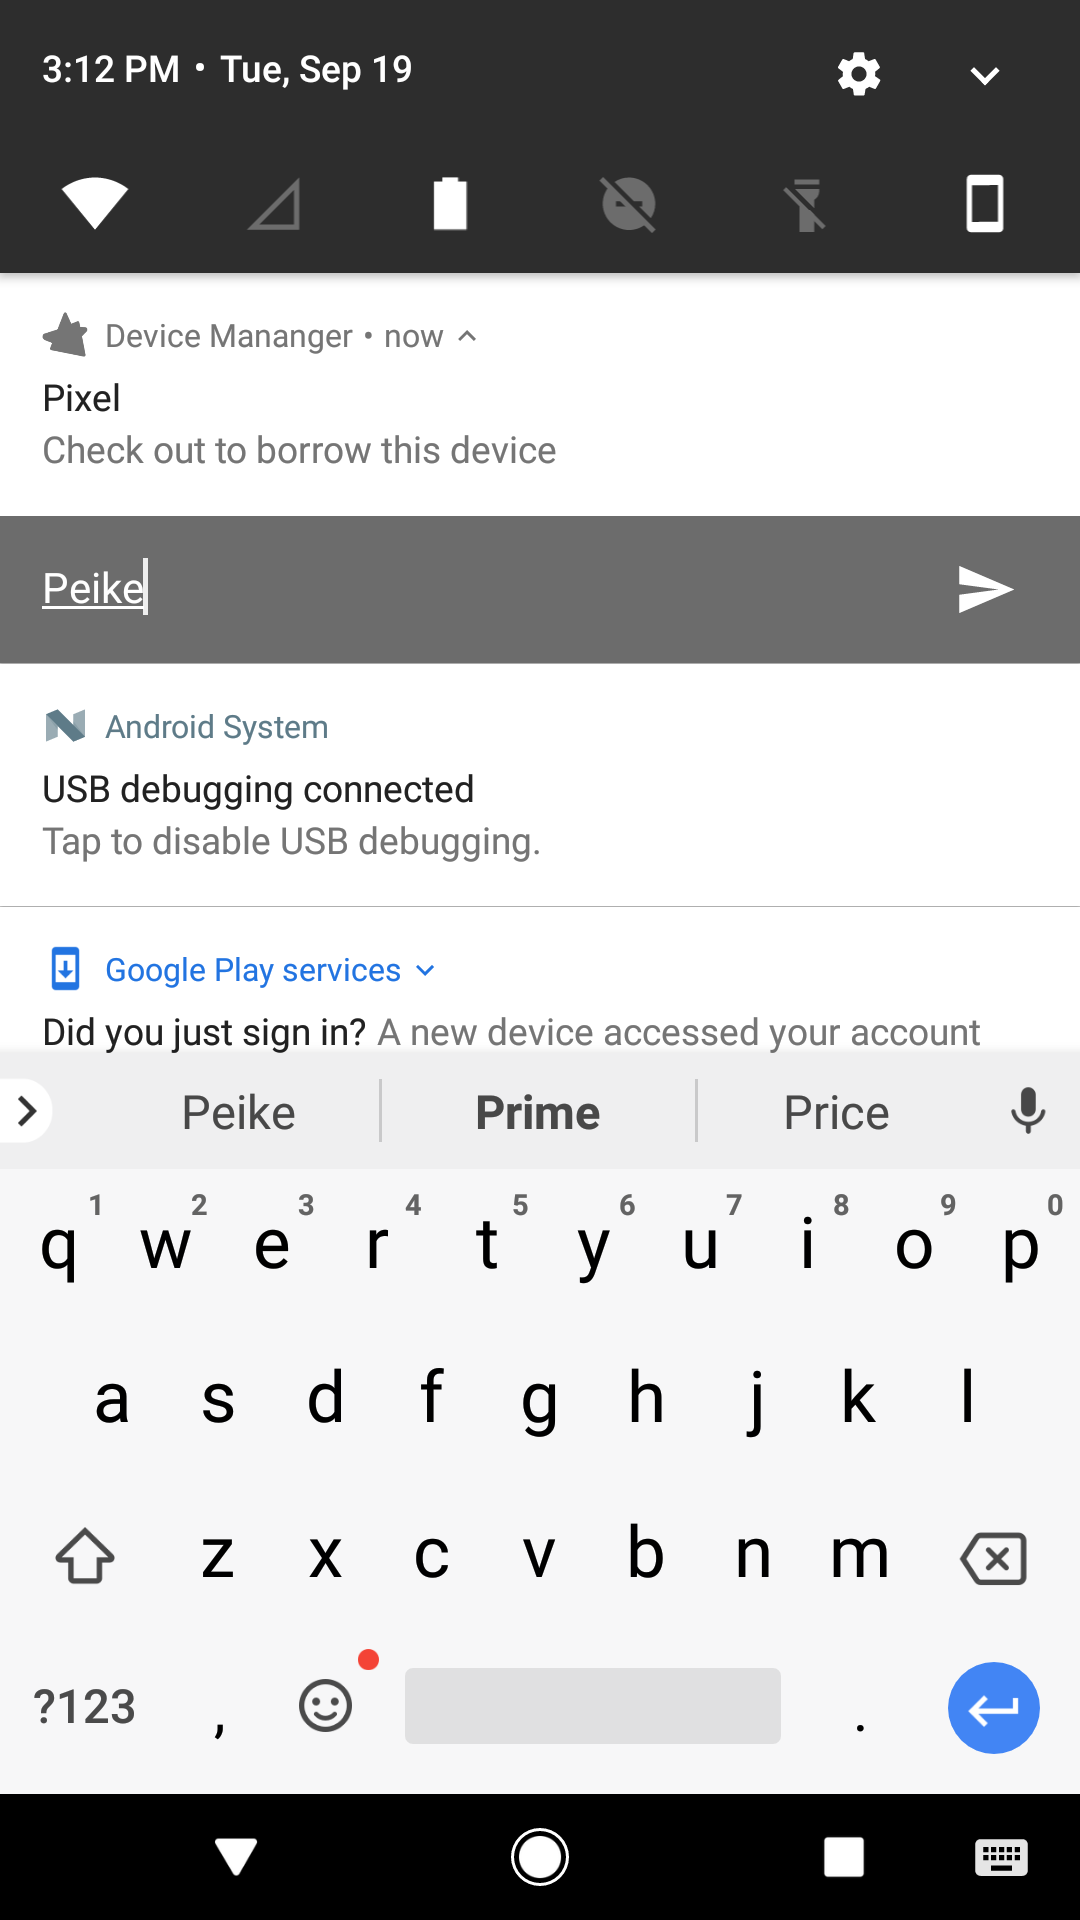 3:12 PM • Tue, Sep 19
Device Mananger • now
Pixel
Check out to borrow this device
Peike
Android System
USB debugging connected
Tap to disable USB debugging.
Google Play services
Did you just sign in? A new device accessed your account
Peike Prime Price
1 2 3 4 5 6 7 8 9 0
q w e r t y u i o p
a s d f g h j k l
z x c v b n m
?123 , .